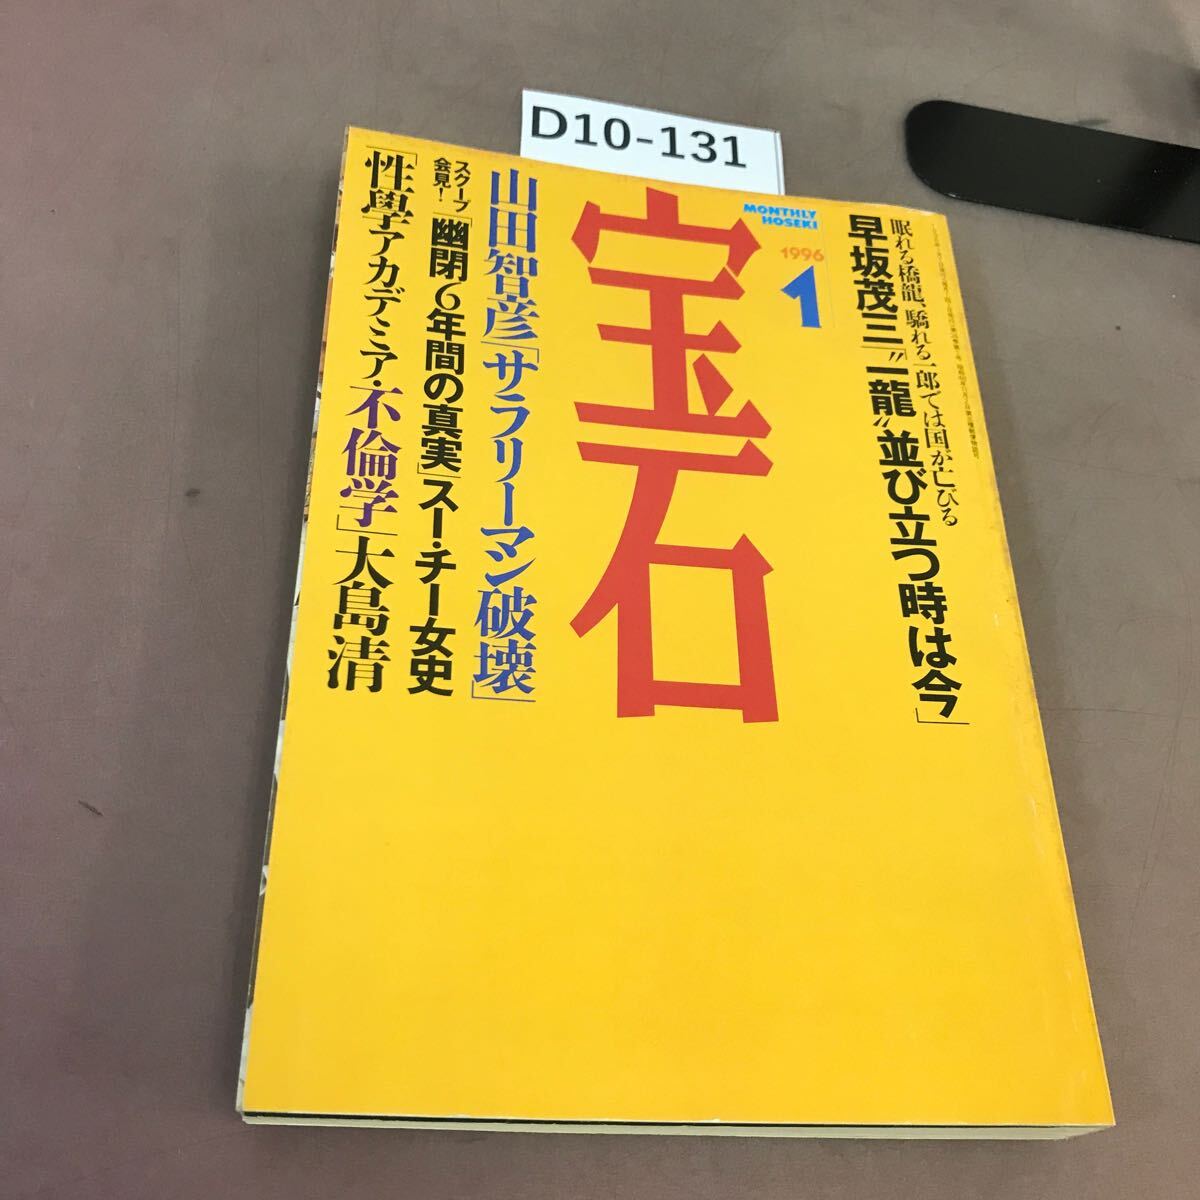 D10-131
MONTHLY
HOSEKI
1996
1
宝石
眠れる橋龍、驕れる一郎では国が亡びる
早坂茂三「"一龍"並び立つ時は今」
山田智彦「サラリーマン破壊」
スクープ
会見!
「幽閉6年間の真実」スー・チー女史
「性學アカデミア・不倫学」大島清